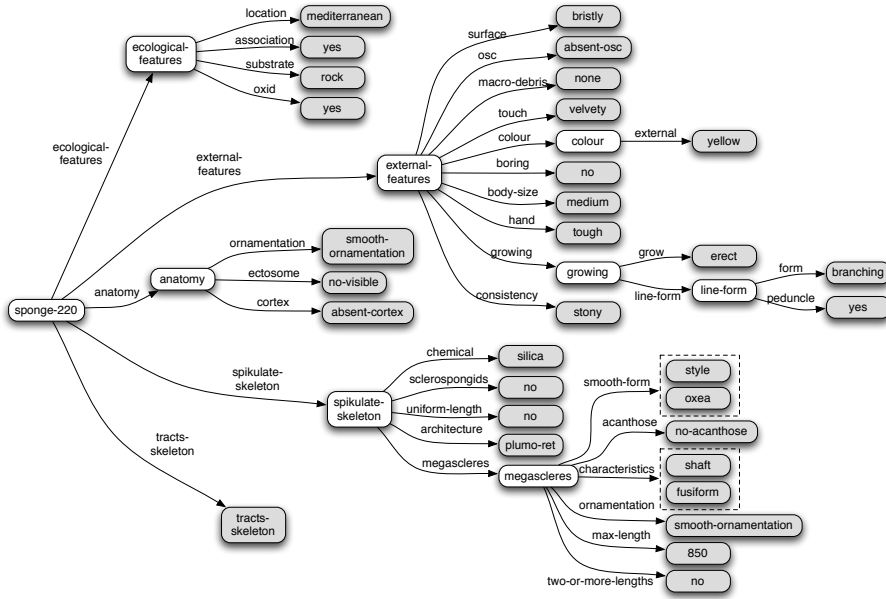 location
mediterranean
ecological-
features
association
yes
substrate
rock
oxid
yes
ecological-
features
external-
features
external-
features
surface
bristly
osc
absent-osc
macro-debris
none
touch
velvety
colour
colour
external
yellow
boring
no
body-size
medium
hand
tough
growing
growing
grow
erect
line-form
line-form
form
branching
peduncle
yes
consistency
stony
sponge-220
anatomy
anatomy
ornamentation
smooth-
ornamentation
ectosome
no-visible
cortex
absent-cortex
spikulate-
skeleton
spikulate-
skeleton
chemical
silica
sclerospongids
no
uniform-length
no
architecture
plumo-ret
megascleres
megascleres
smooth-form
style
oxea
acanthose
no-acanthose
characteristics
shaft
fusiform
ornamentation
smooth-ornamentation
max-length
850
two-or-more-lengths
no
tracts-
skeleton
tracts-
skeleton